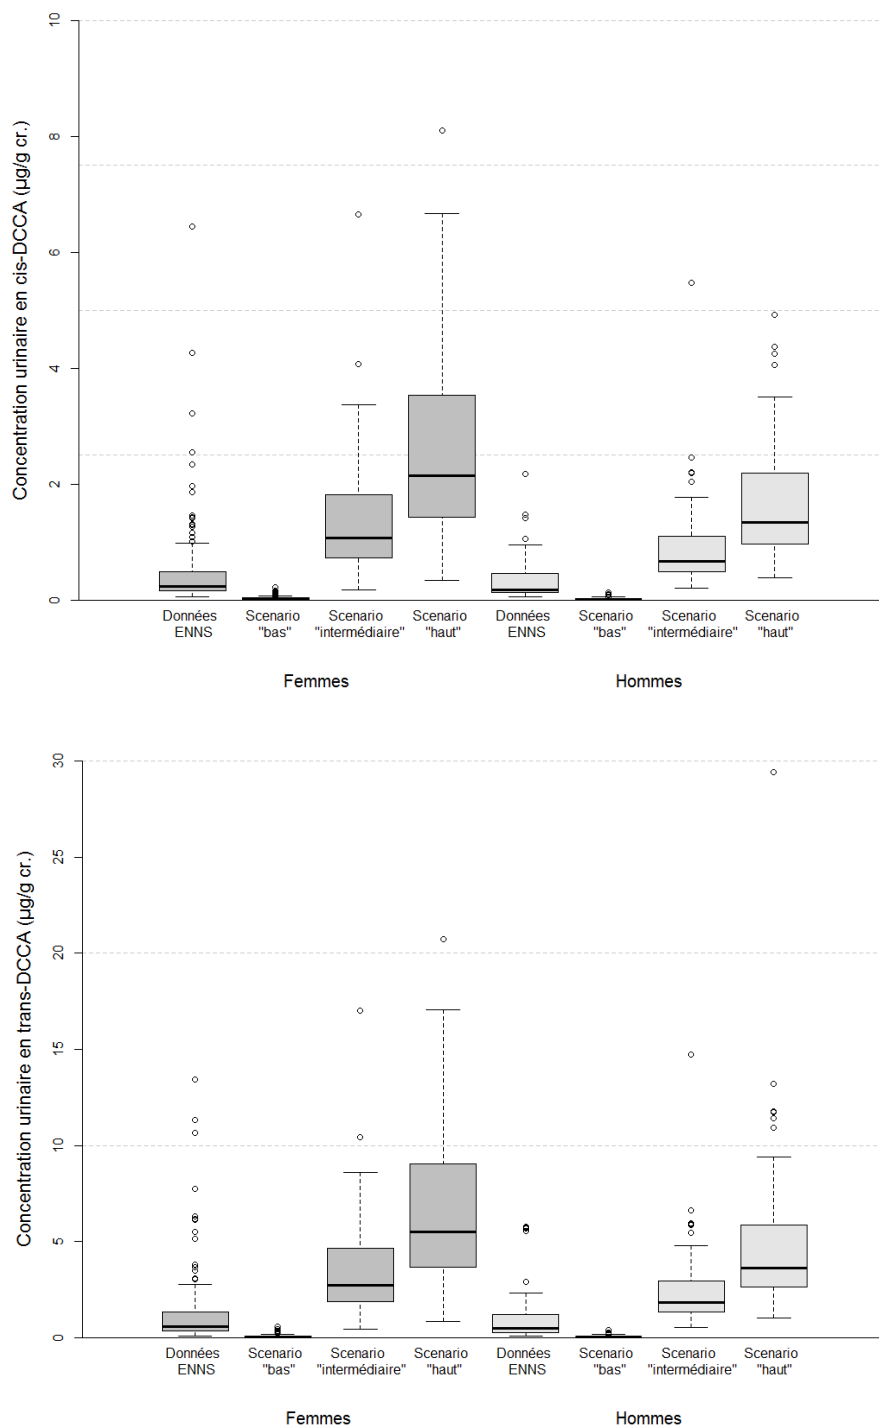 Concentration urinaire en cis-DCCA (µg/g cr.)
10
8
6
4
2
0
Données Scenario Scenario Scenario Données Scenario Scenario Scenario
ENNS "bas" "intermédiaire" "haut" ENNS "bas" "intermédiaire" "haut"
Femmes Hommes
Concentration urinaire en trans-DCCA (µg/g cr.)
30
25
20
15
10
5
0
Données Scenario Scenario Scenario Données Scenario Scenario Scenario
ENNS "bas" "intermédiaire" "haut" ENNS "bas" "intermédiaire" "haut"
Femmes Hommes